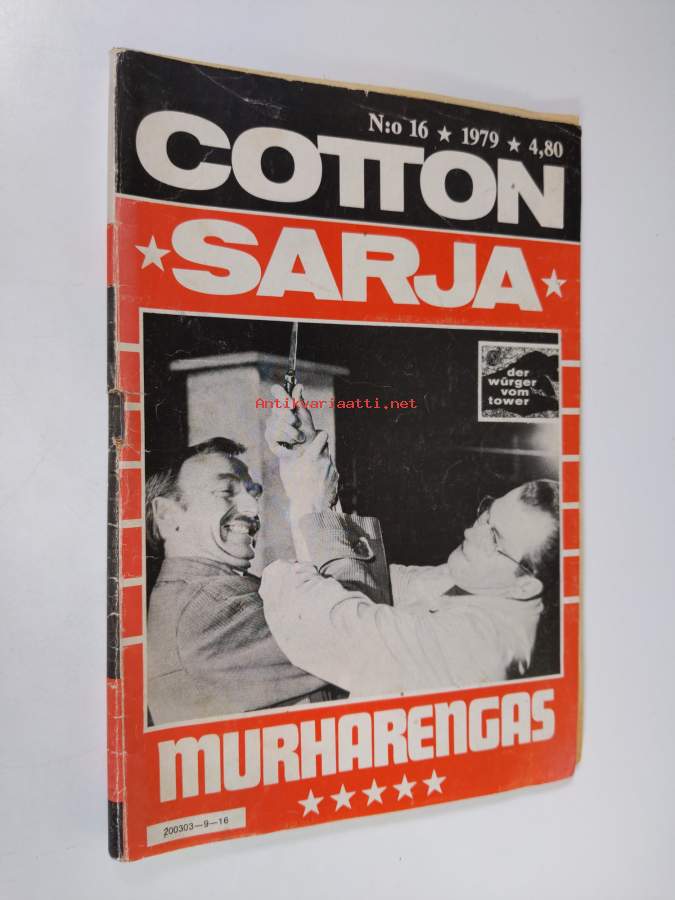 N:o 16 ★ 1979 ★ 4,80
COTTON
★ SARJA ★
der
würger
vom
tower
Antikvariaatti.net
MURHARENGAS
★★★★★
200303—9—16